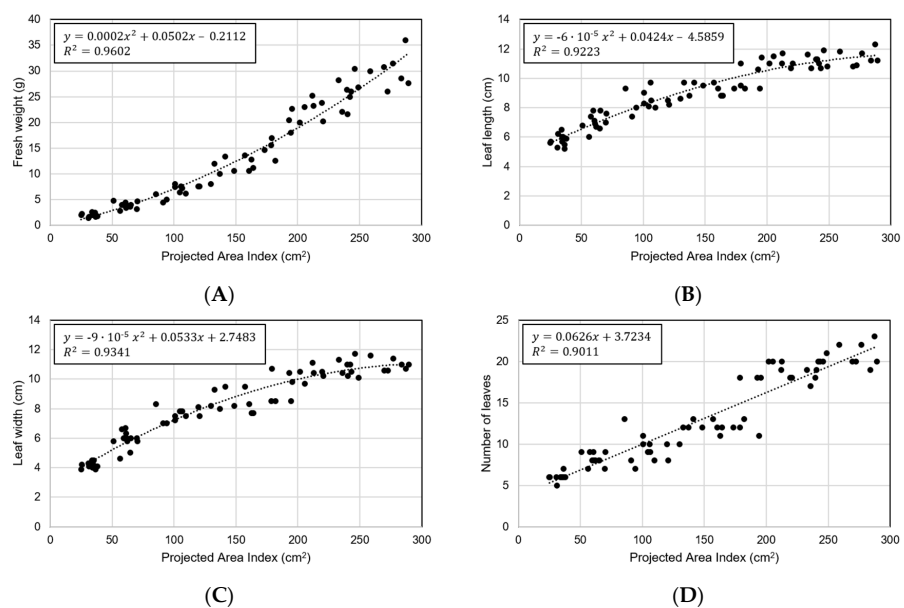 y = 0.0002x² + 0.0502x – 0.2112
R² = 0.9602
40
35
30
25
20
15
10
5
0
Fresh weight (g)
0 50 100 150 200 250 300
Projected Area Index (cm²)
(A)
y = -6 · 10⁻⁵ x² + 0.0424x – 4.5859
R² = 0.9223
14
12
10
8
6
4
2
0
Leaf length (cm)
0 50 100 150 200 250 300
Projected Area Index (cm²)
(B)
y = -9 · 10⁻⁵ x² + 0.0533x + 2.7483
R² = 0.9341
14
12
10
8
6
4
2
0
Leaf width (cm)
0 50 100 150 200 250 300
Projected Area Index (cm²)
(C)
y = 0.0626x + 3.7234
R² = 0.9011
25
20
15
10
5
0
Number of leaves
0 50 100 150 200 250 300
Projected Area Index (cm²)
(D)